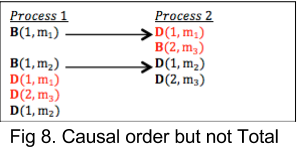 Process 1 Process 2
B(1,m₁) D(1,m₁)
B(2,m₃)
B(1,m₂) D(1,m₂)
D(1,m₁) D(2,m₃)
D(2,m₃)
D(1,m₂)
Fig 8. Causal order but not Total